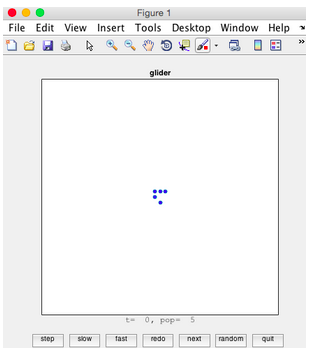 Figure 1
File Edit View Insert Tools Desktop Window Help
glider
t= 0, pop= 5
step slow fast redo next random quit